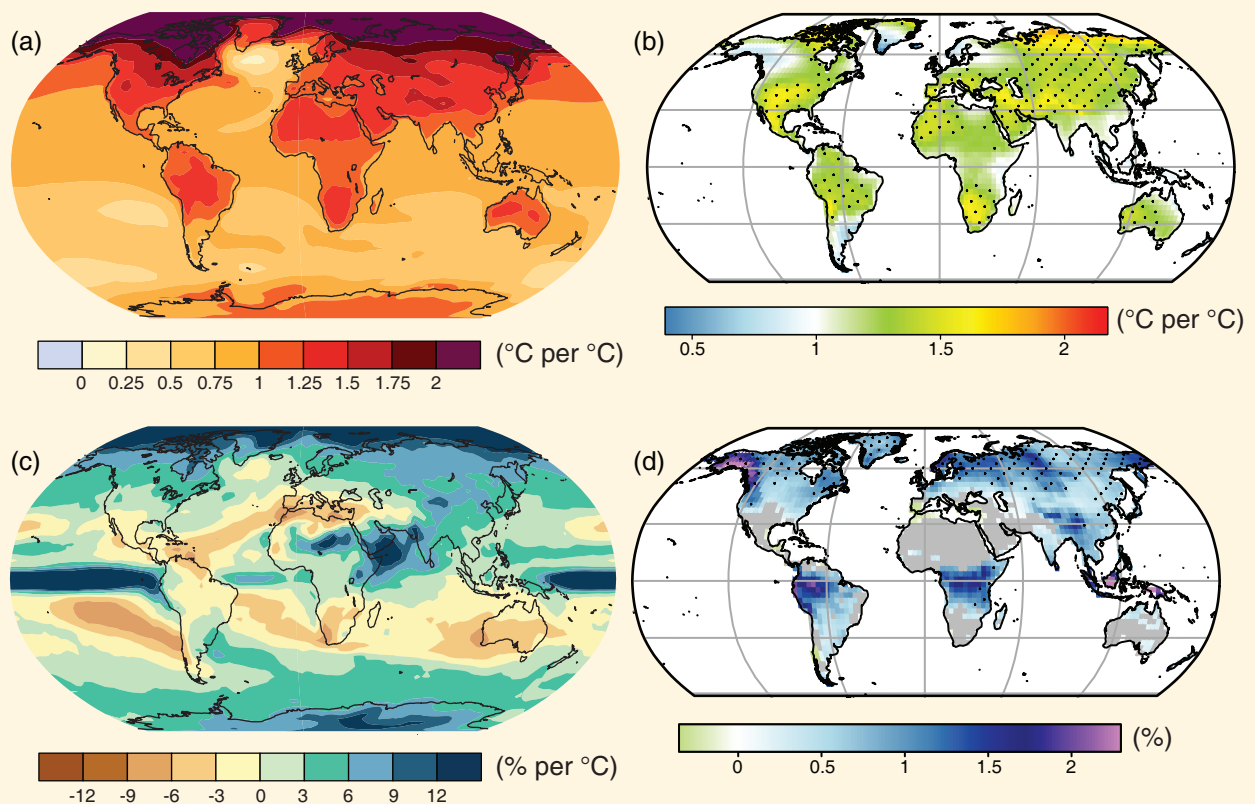 (a)
(b)
(°C per °C)
0 0.25 0.5 0.75 1 1.25 1.5 1.75 2
(°C per °C)
0.5 1 1.5 2
(c)
(d)
(% per °C)
-12 -9 -6 -3 0 3 6 9 12
(%)
0 0.5 1 1.5 2